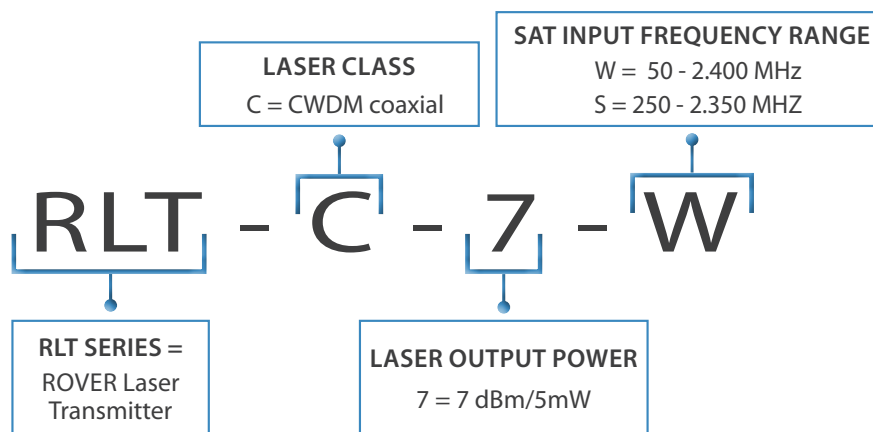 LASER CLASS
C = CWDM coaxial
SAT INPUT FREQUENCY RANGE
W = 50 - 2.400 MHz
S = 250 - 2.350 MHZ
RLT - C - 7 - W
RLT SERIES =
ROVER Laser
Transmitter
LASER OUTPUT POWER
7 = 7 dBm/5mW